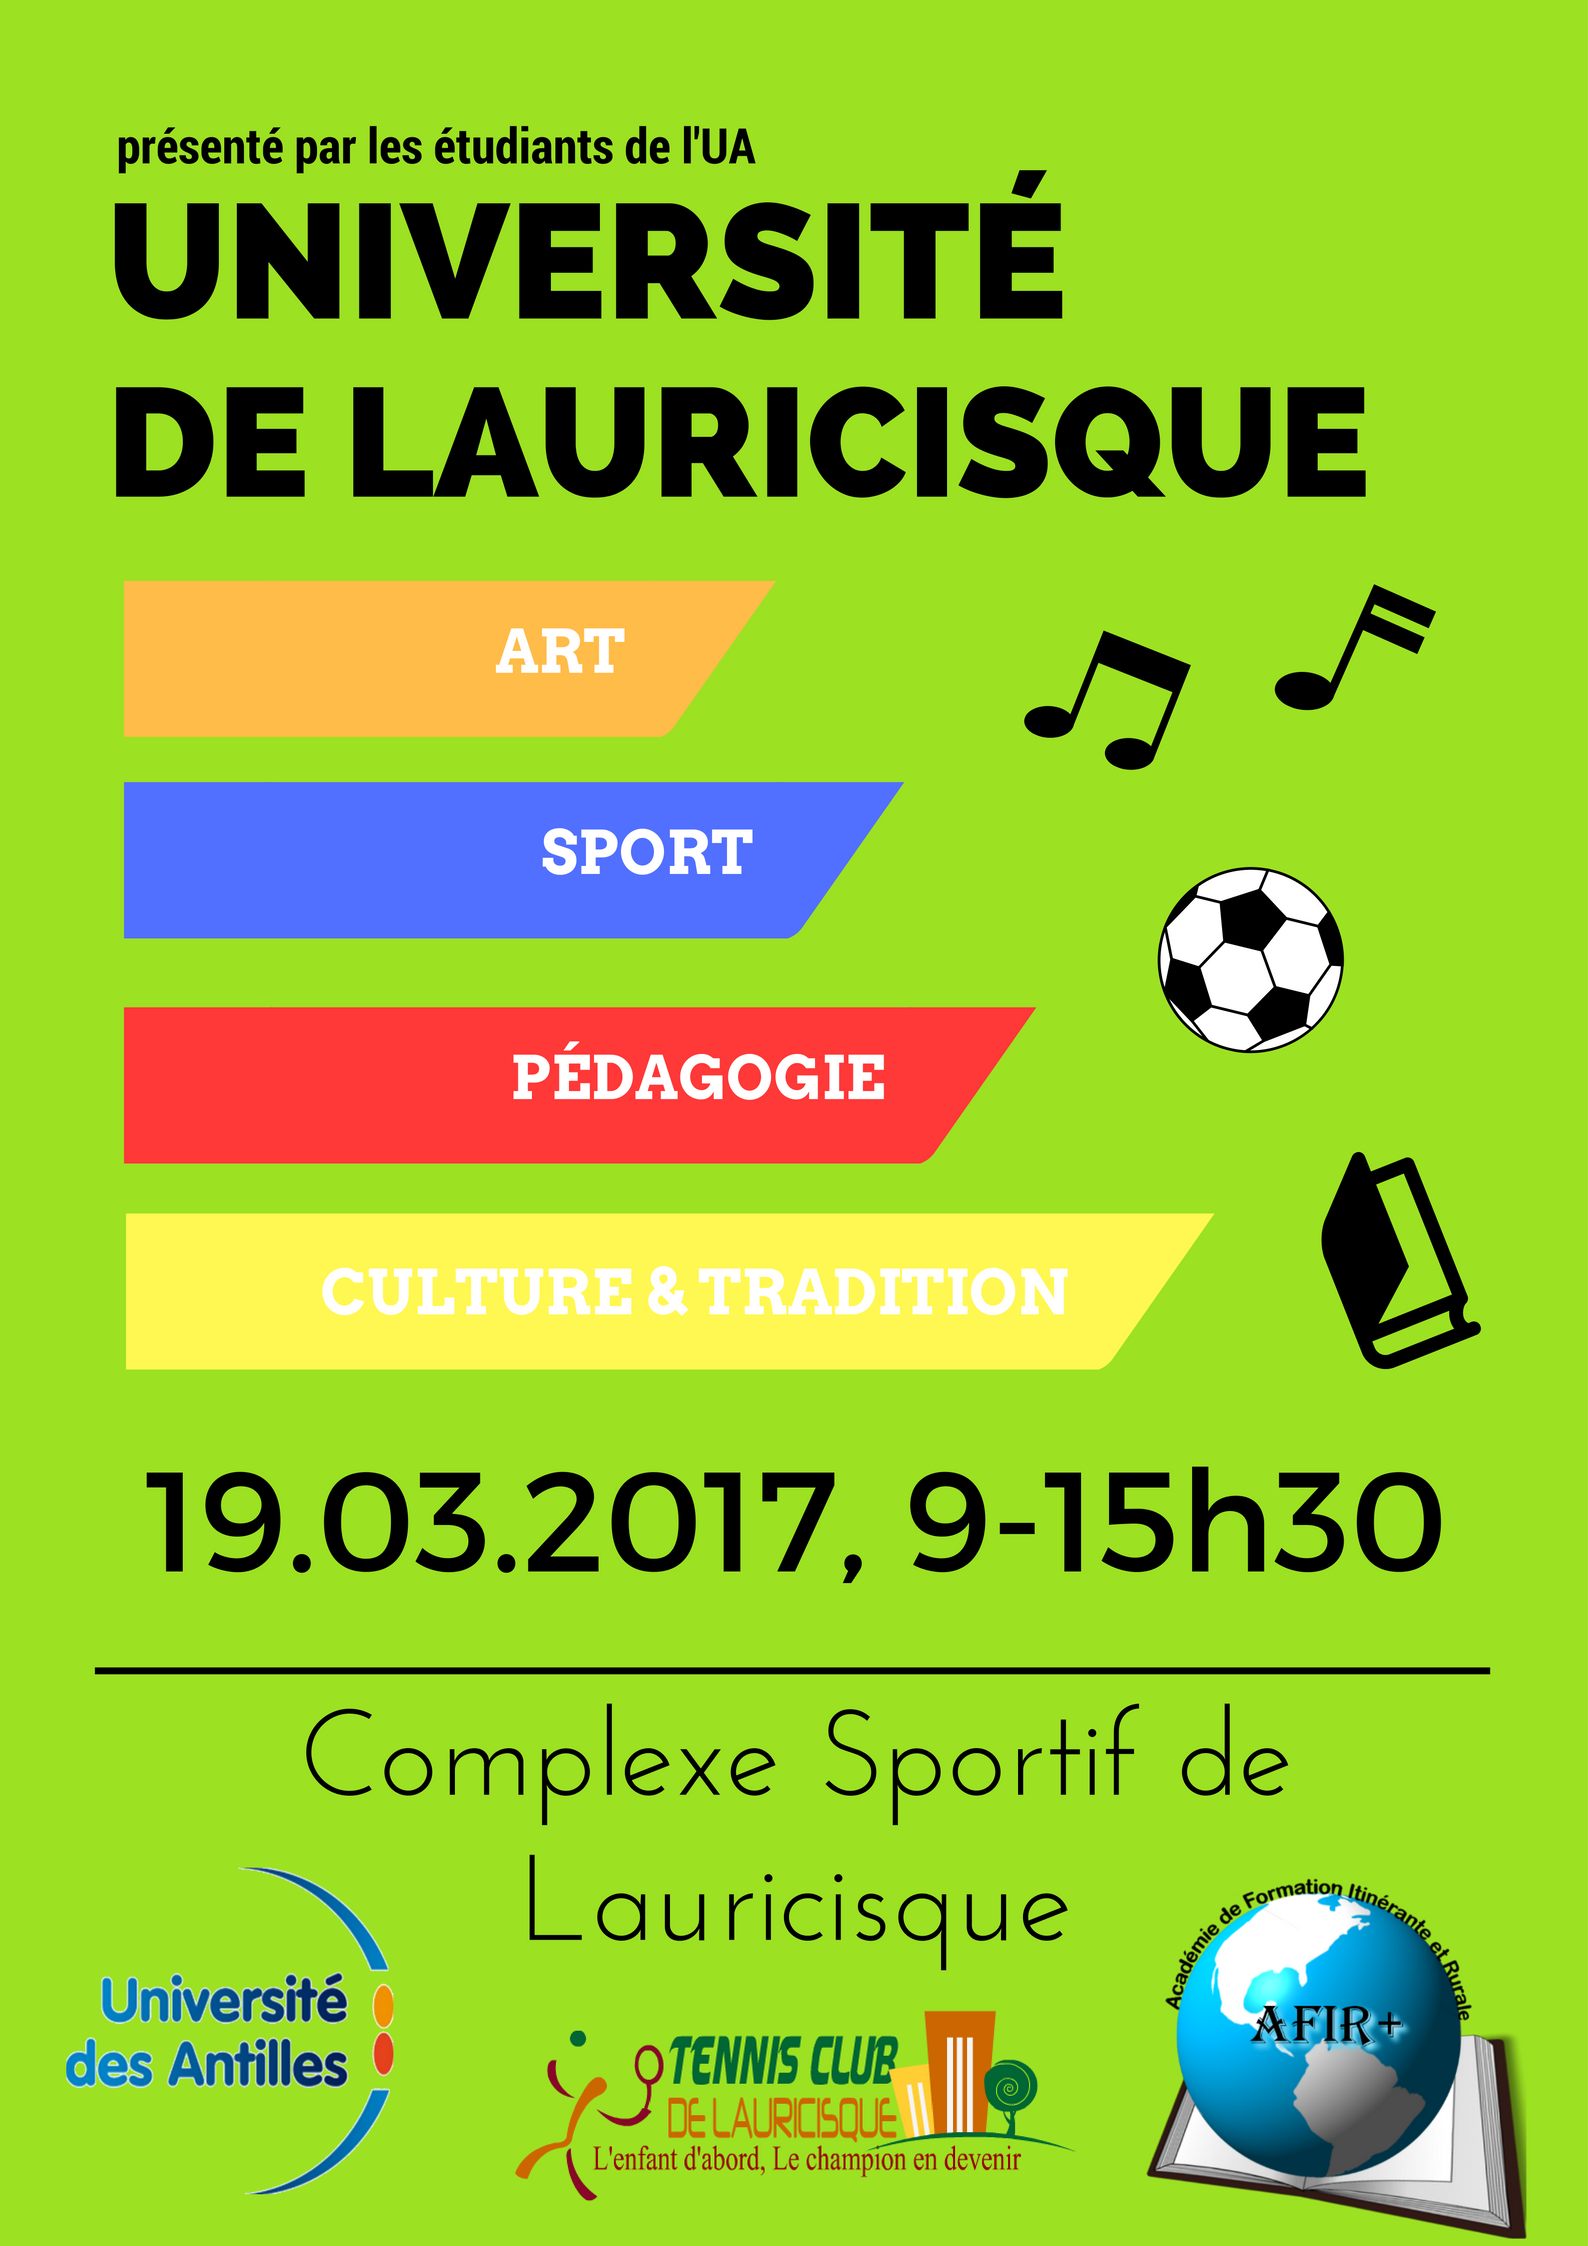 présenté par les étudiants de l'UA
UNIVERSITÉ
DE LAURICISQUE
ART
SPORT
PÉDAGOGIE
CULTURE & TRADITION
19.03.2017, 9-15h30
Complexe Sportif de
Lauricisque
Université
des Antilles
TENNIS CLUB
DE LAURICISQUE
L'enfant d'abord, Le champion en devenir
Académie de Formation Itinérante et Rurale
AFIR+